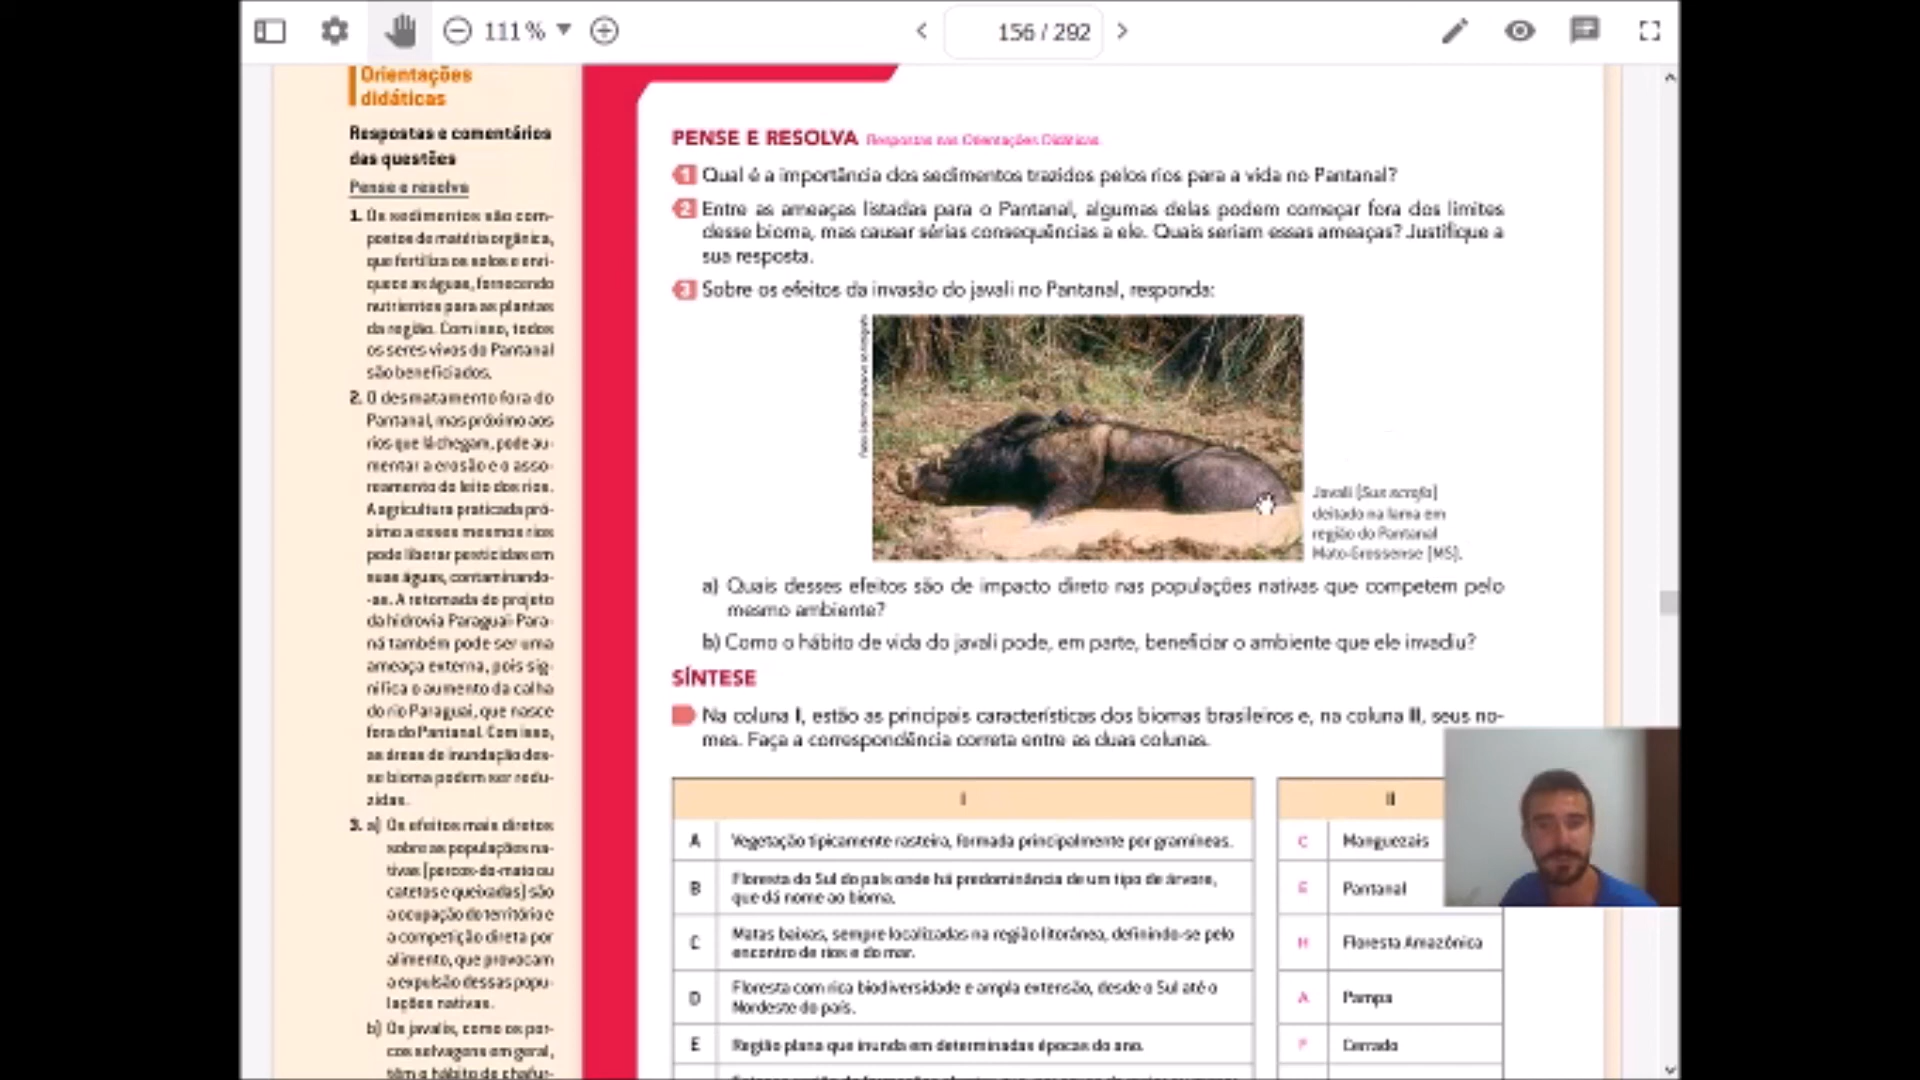 111 %
156 / 292
Orientações
didáticas
Respostas e comentários
das questões
Pense e resolva
1. Os sedimentos são com-
postos de matéria orgânica,
que fertiliza os solos e enri-
quece as águas, fornecendo
nutrientes para as plantas
da região. Com isso, todos
os seres vivos do Pantanal
são beneficiados.
2. O desmatamento fora do
Pantanal, mas próximo aos
rios que lá chegam, pode au-
mentar a erosão e o asso-
reamento do leito dos rios.
A agricultura praticada pró-
ximo a esses mesmos rios
pode liberar pesticidas em
suas águas, contaminando-
-as. A retomada do projeto
da hidrovia Paraguai-Para-
ná também pode ser uma
ameaça externa, pois sig-
nifica o aumento da calha
do rio Paraguai, que nasce
fora do Pantanal. Com isso,
as áreas de inundação des-
se bioma podem ser redu-
zidas.
3. a) Os efeitos mais diretos
sobre as populações na-
tivas (porcos-do-mato ou
catetos e queixadas) são
a ocupação do território e
a competição direta por
alimento, que provocam
a expulsão dessas popu-
lações nativas.
b) Os javalis, como os por-
cos selvagens em geral,
têm o hábito de chafur-
PENSE E RESOLVA Respostas nas Orientações Didáticas.
1 Qual é a importância dos sedimentos trazidos pelos rios para a vida no Pantanal?
2 Entre as ameaças listadas para o Pantanal, algumas delas podem começar fora dos limites
desse bioma, mas causar sérias consequências a ele. Quais seriam essas ameaças? Justifique a
sua resposta.
3 Sobre os efeitos da invasão do javali no Pantanal, responda:
Javali (Sus scrofa)
deitado na lama em
região do Pantanal
Mato-Grossense (MS).
a) Quais desses efeitos são de impacto direto nas populações nativas que competem pelo
mesmo ambiente?
b) Como o hábito de vida do javali pode, em parte, beneficiar o ambiente que ele invadiu?
SÍNTESE
Na coluna I, estão as principais características dos biomas brasileiros e, na coluna II, seus no-
mes. Faça a correspondência correta entre as duas colunas.
I
A Vegetação tipicamente rasteira, formada principalmente por gramíneas.
B Floresta do Sul do país onde há predominância de um tipo de árvore,
que dá nome ao bioma.
C Matas baixas, sempre localizadas na região litorânea, definindo-se pelo
encontro de rios e do mar.
D Floresta com rica biodiversidade e ampla extensão, desde o Sul até o
Nordeste do país.
E Região plana que inunda em determinadas épocas do ano.
II
C Manguezais
E Pantanal
H Floresta Amazônica
A Pampa
F Cerrado